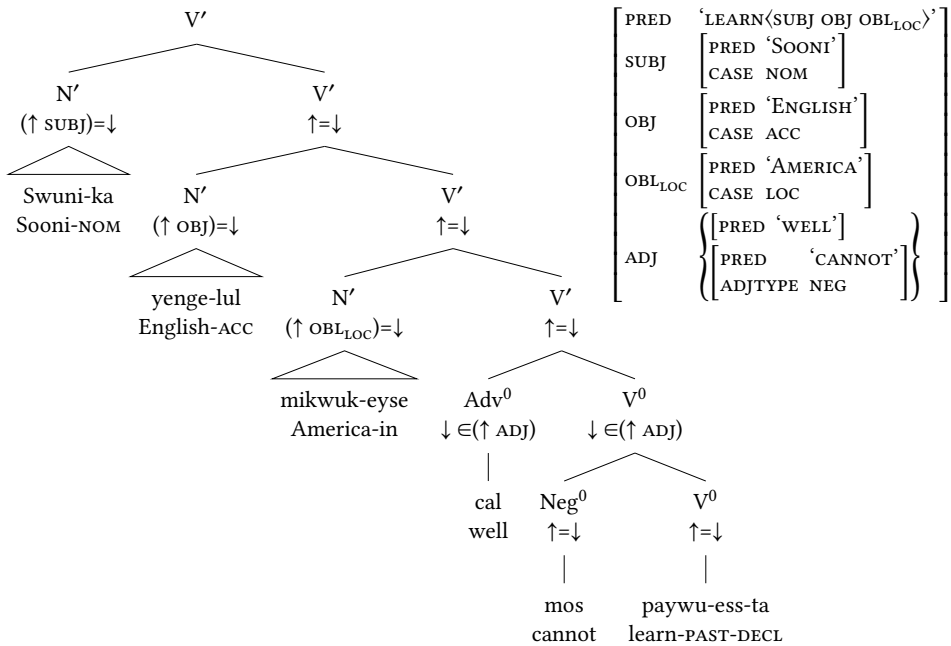 V′
N′ V′
(↑ SUBJ)=↓ ↑=↓
Swuni-ka
Sooni-NOM
N′ V′
(↑ OBJ)=↓ ↑=↓
yenge-lul
English-ACC
N′ V′
(↑ OBL_LOC)=↓ ↑=↓
mikwuk-eyse
America-in
Adv⁰ V⁰
↓ ∈(↑ ADJ) ↓ ∈(↑ ADJ)
cal
well
Neg⁰ V⁰
↑=↓ ↑=↓
mos paywu-ess-ta
cannot learn-PAST-DECL
PRED ‘LEARN⟨SUBJ OBJ OBL_LOC⟩’
SUBJ [PRED ‘SOONI’
CASE NOM]
OBJ [PRED ‘ENGLISH’
CASE ACC]
OBL_LOC [PRED ‘AMERICA’
CASE LOC]
ADJ {[PRED ‘WELL’]
[PRED ‘CANNOT’
ADJTYPE NEG]}